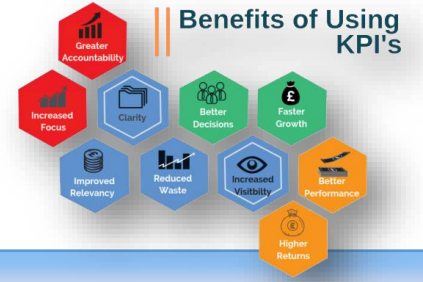 Benefits of Using
KPI's
Greater
Accountability
Increased
Focus
Clarity
Better
Decisions
Faster
Growth
Improved
Relevancy
Reduced
Waste
Increased
Visitbilty
Better
Performance
Higher
Returns